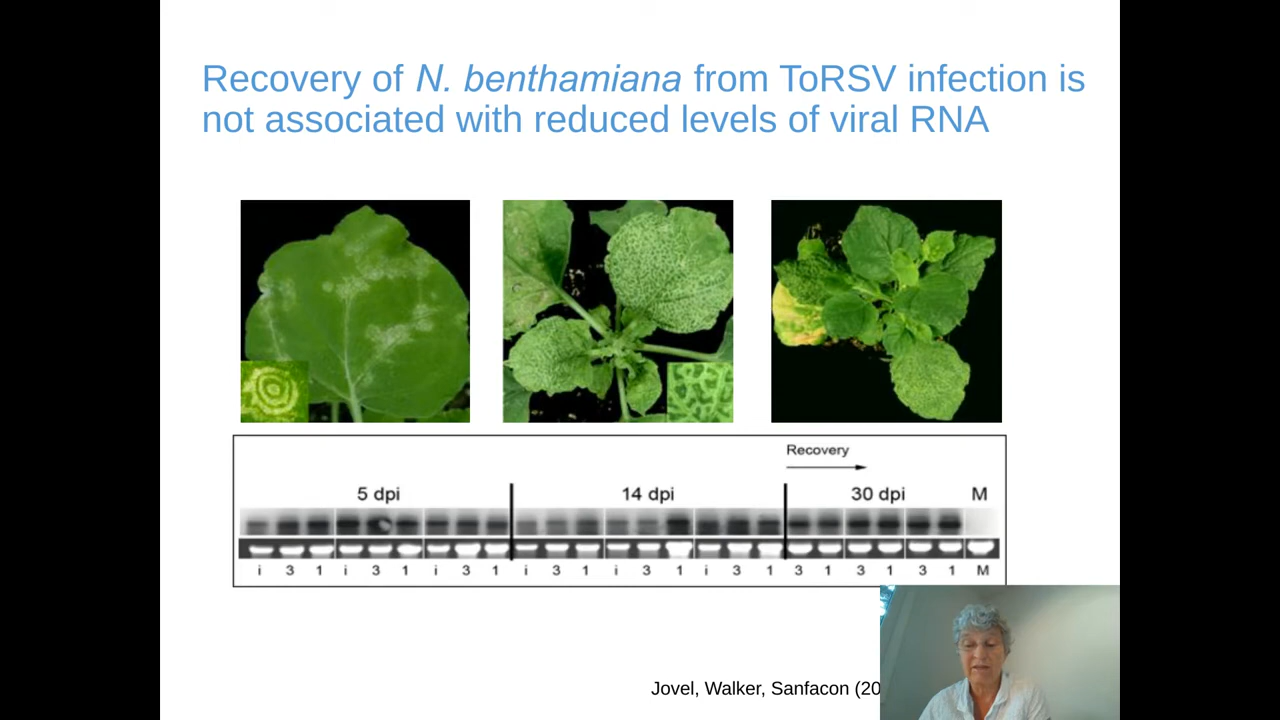 Recovery of N. benthamiana from ToRSV infection is
not associated with reduced levels of viral RNA
Recovery
5 dpi 14 dpi 30 dpi M
i 3 1 i 3 1 i 3 1 i 3 1 i 3 1 i 3 1 3 1 3 1 3 1 M
Jovel, Walker, Sanfacon (20